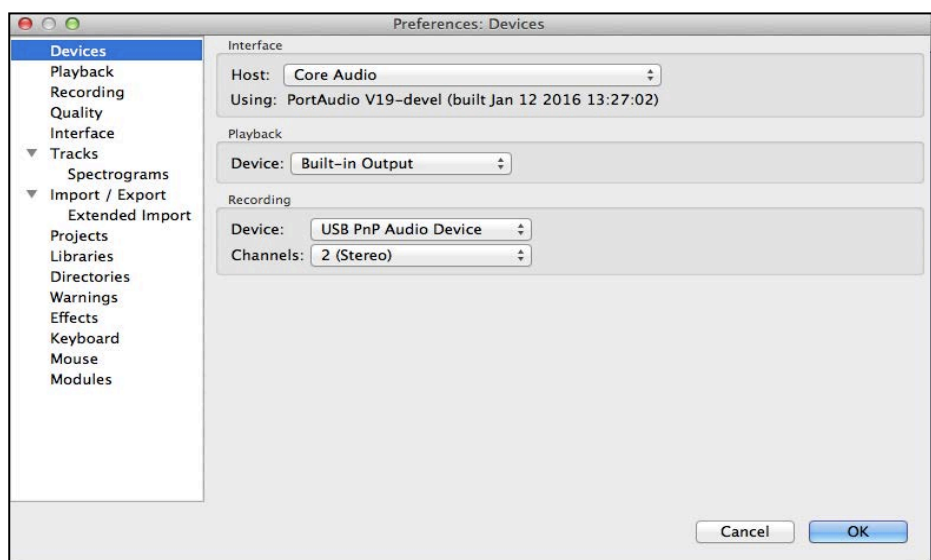 Preferences: Devices
Devices
Playback
Recording
Quality
Interface
Tracks
Spectrograms
Import / Export
Extended Import
Projects
Libraries
Directories
Warnings
Effects
Keyboard
Mouse
Modules
Interface
Host: Core Audio
Using: PortAudio V19-devel (built Jan 12 2016 13:27:02)
Playback
Device: Built-in Output
Recording
Device: USB PnP Audio Device
Channels: 2 (Stereo)
Cancel OK